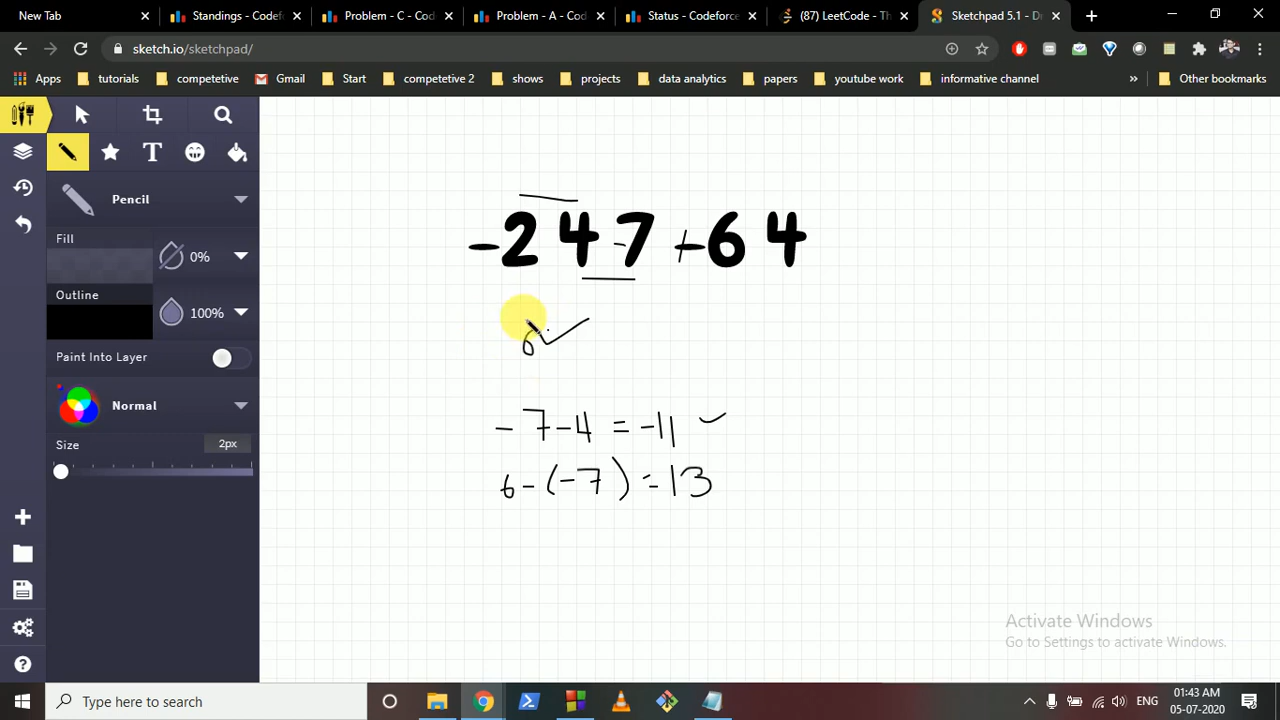 New Tab
Standings - Codef
Problem - C - Cod
Problem - A - Cod
Status - Codeforce
(87) LeetCode - Th
Sketchpad 5.1 - Dr
sketch.io/sketchpad/
Apps
tutorials
competetive
Gmail
Start
competetive 2
shows
projects
data analytics
papers
youtube work
informative channel
»
Other bookmarks
Pencil
Fill
0%
Outline
100%
Paint Into Layer
Normal
Size
2px
-2 4 -7 +6 4
6
-7-4 = -11
6-(-7) = 13
Activate Windows
Go to Settings to activate Windows.
Type here to search
ENG
01:43 AM
05-07-2020